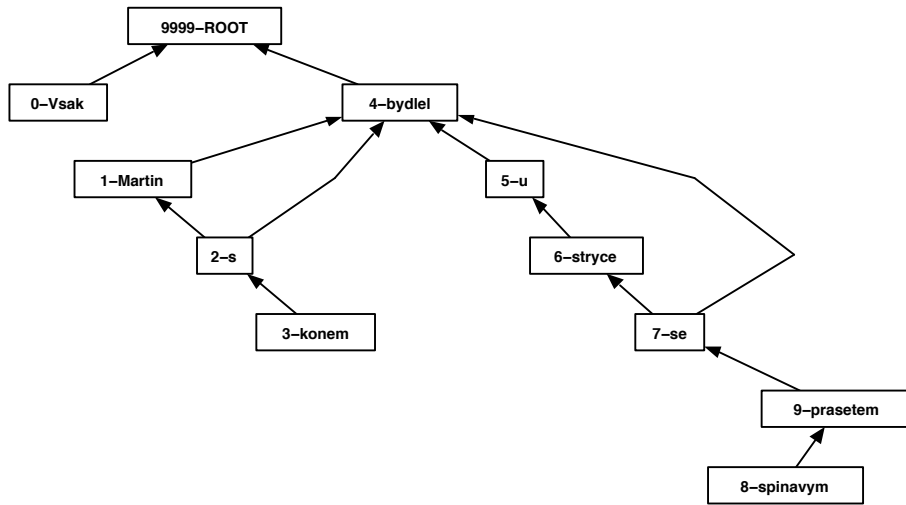 9999–ROOT
0–Vsak
4–bydlel
1–Martin
5–u
2–s
6–stryce
3–konem
7–se
9–prasetem
8–spinavym